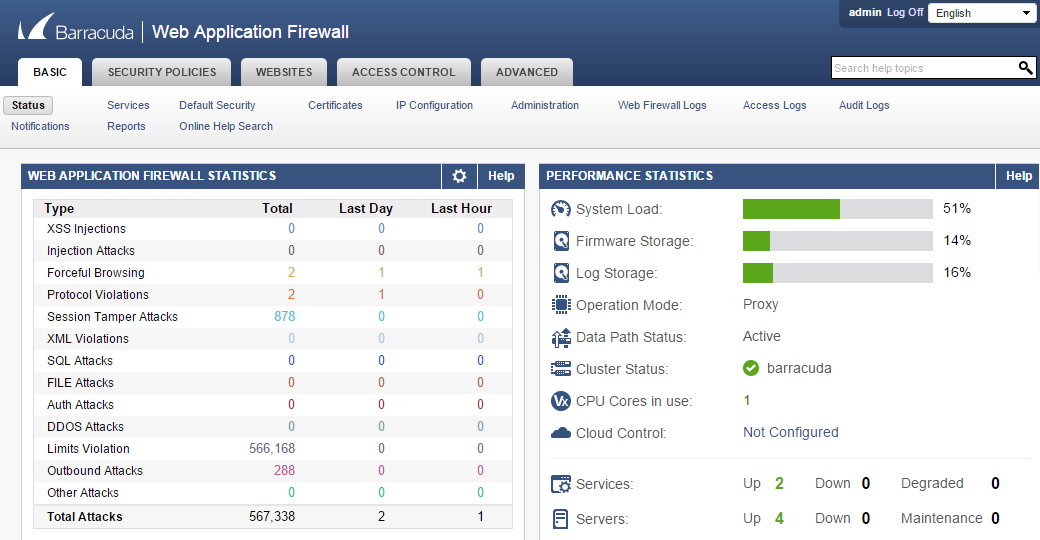 admin Log Off English
Barracuda | Web Application Firewall
BASIC SECURITY POLICIES WEBSITES ACCESS CONTROL ADVANCED
Search help topics
Status Services Default Security Certificates IP Configuration Administration Web Firewall Logs Access Logs Audit Logs
Notifications Reports Online Help Search
WEB APPLICATION FIREWALL STATISTICS Help
Type Total Last Day Last Hour
XSS Injections 0 0 0
Injection Attacks 0 0 0
Forceful Browsing 2 1 1
Protocol Violations 2 1 0
Session Tamper Attacks 878 0 0
XML Violations 0 0 0
SQL Attacks 0 0 0
FILE Attacks 0 0 0
Auth Attacks 0 0 0
DDOS Attacks 0 0 0
Limits Violation 566,168 0 0
Outbound Attacks 288 0 0
Other Attacks 0 0 0
Total Attacks 567,338 2 1
PERFORMANCE STATISTICS Help
System Load: 51%
Firmware Storage: 14%
Log Storage: 16%
Operation Mode: Proxy
Data Path Status: Active
Cluster Status: barracuda
Vx CPU Cores in use: 1
Cloud Control: Not Configured
Services: Up 2 Down 0 Degraded 0
Servers: Up 4 Down 0 Maintenance 0